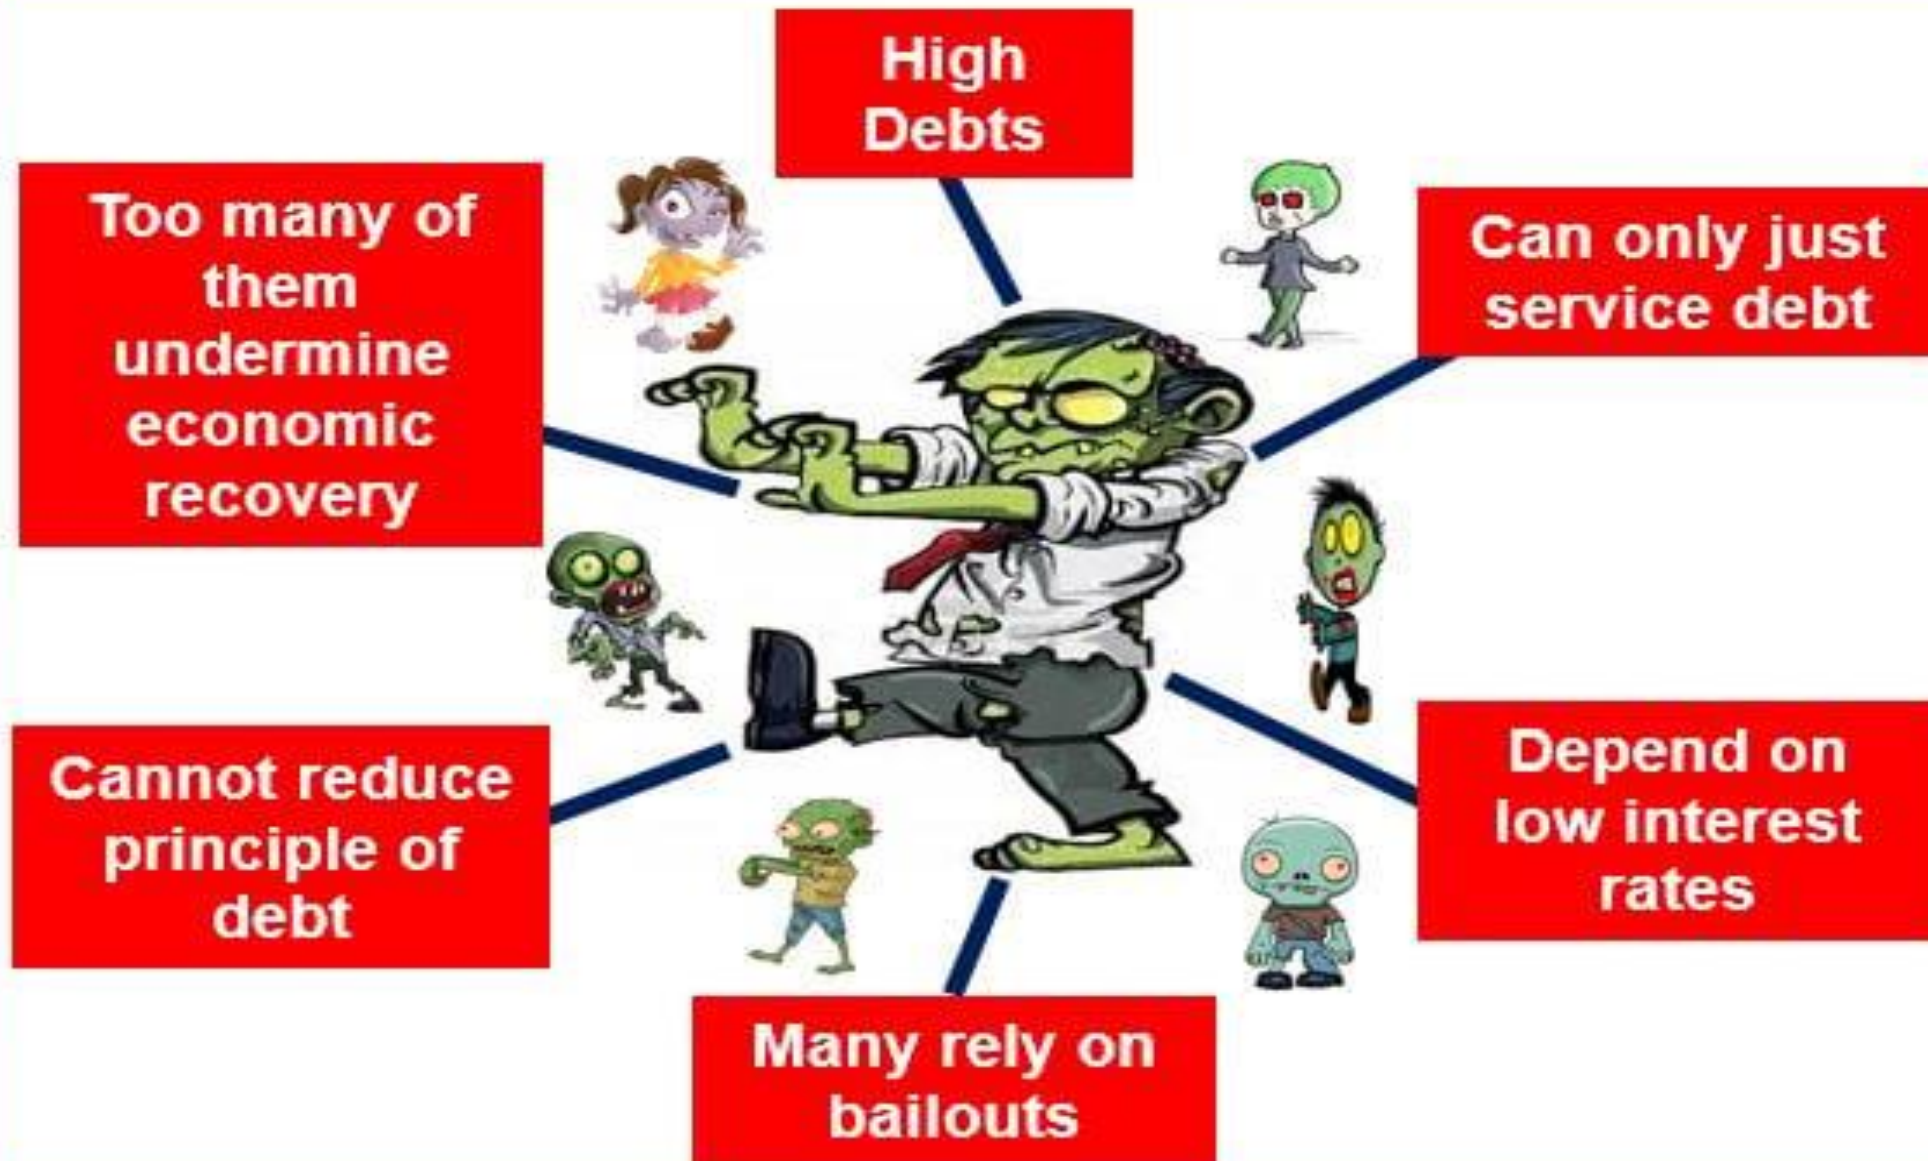 High
Debts
Can only just
service debt
Depend on
low interest
rates
Many rely on
bailouts
Cannot reduce
principle of
debt
Too many of
them
undermine
economic
recovery